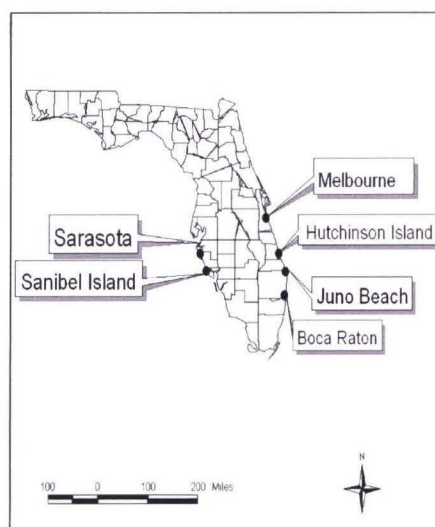 Melbourne
Sarasota
Hutchinson Island
Sanibel Island
Juno Beach
Boca Raton
N
100 0 100 200 Miles